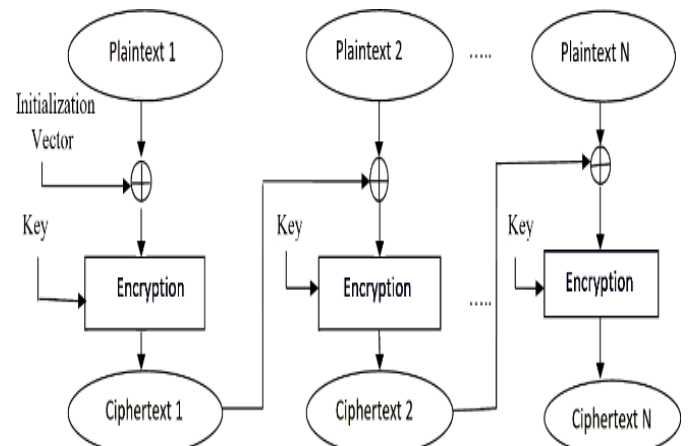 Plaintext 1
Plaintext 2
.....
Plaintext N
Initialization
Vector
Key
Key
Key
Encryption
Encryption
.....
Encryption
Ciphertext 1
Ciphertext 2
Ciphertext N